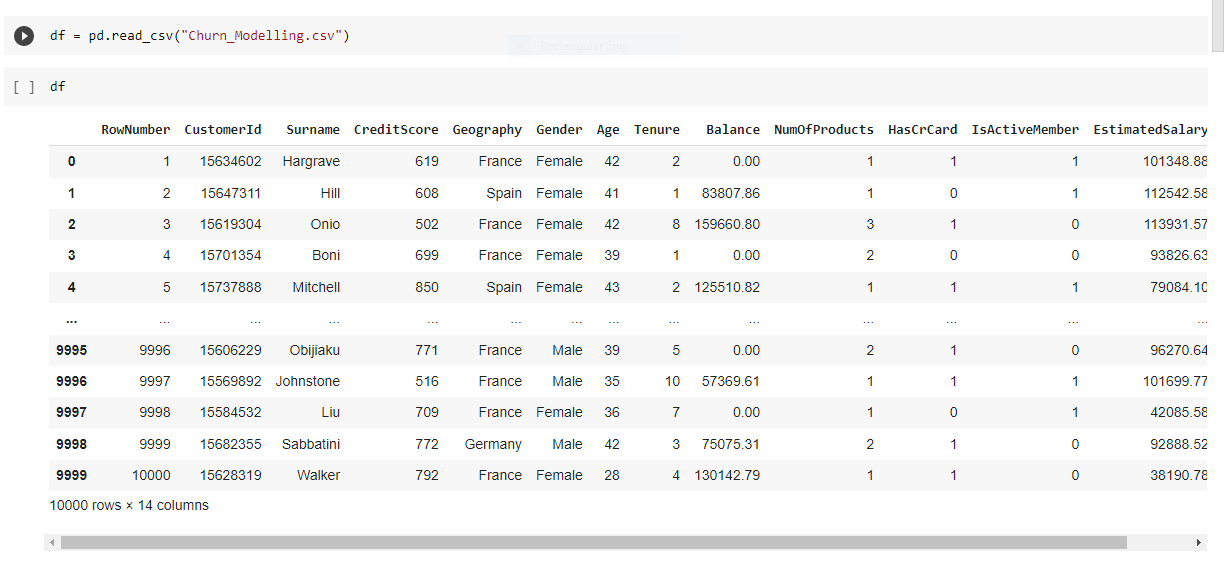 df = pd.read_csv("Churn_Modelling.csv")
[ ] df
RowNumber CustomerId Surname CreditScore Geography Gender Age Tenure Balance NumOfProducts HasCrCard IsActiveMember EstimatedSalary
0 1 15634602 Hargrave 619 France Female 42 2 0.00 1 1 1 101348.88
1 2 15647311 Hill 608 Spain Female 41 1 83807.86 1 0 1 112542.58
2 3 15619304 Onio 502 France Female 42 8 159660.80 3 1 0 113931.57
3 4 15701354 Boni 699 France Female 39 1 0.00 2 0 0 93826.63
4 5 15737888 Mitchell 850 Spain Female 43 2 125510.82 1 1 1 79084.10
... ... ... ... ... ... ... ... ... ... ... ... ... ...
9995 9996 15606229 Obijiaku 771 France Male 39 5 0.00 2 1 0 96270.64
9996 9997 15569892 Johnstone 516 France Male 35 10 57369.61 1 1 1 101699.77
9997 9998 15584532 Liu 709 France Female 36 7 0.00 1 0 1 42085.58
9998 9999 15682355 Sabbatini 772 Germany Male 42 3 75075.31 2 1 0 92888.52
9999 10000 15628319 Walker 792 France Female 28 4 130142.79 1 1 0 38190.78
10000 rows × 14 columns